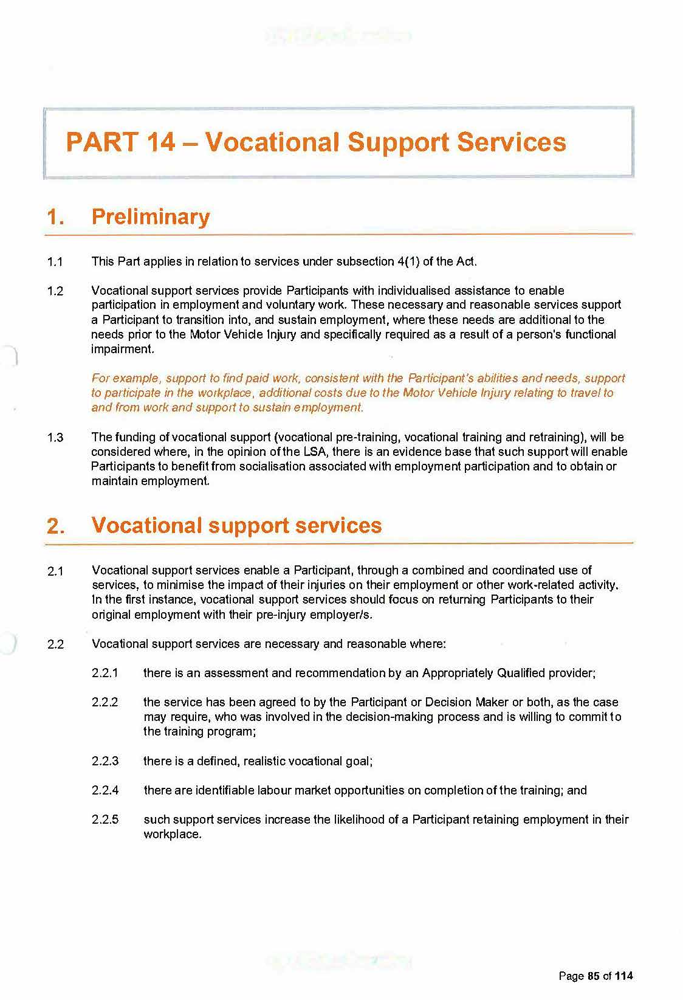 PART 14 – Vocational Support Services
1. Preliminary
1.1 This Part applies in relation to services under subsection 4(1) of the Act.
1.2 Vocational support services provide Participants with individualised assistance to enable
participation in employment and voluntary work. These necessary and reasonable services support
a Participant to transition into, and sustain employment, where these needs are additional to the
needs prior to the Motor Vehicle Injury and specifically required as a result of a person's functional
impairment.
For example, support to find paid work, consistent with the Participant's abilities and needs, support
to participate in the workplace, additional costs due to the Motor Vehicle Injury relating to travel to
and from work and support to sustain employment.
1.3 The funding of vocational support (vocational pre-training, vocational training and retraining), will be
considered where, in the opinion of the LSA, there is an evidence base that such support will enable
Participants to benefit from socialisation associated with employment participation and to obtain or
maintain employment.
2. Vocational support services
2.1 Vocational support services enable a Participant, through a combined and coordinated use of
services, to minimise the impact of their injuries on their employment or other work-related activity.
In the first instance, vocational support services should focus on returning Participants to their
original employment with their pre-injury employer/s.
2.2 Vocational support services are necessary and reasonable where:
2.2.1 there is an assessment and recommendation by an Appropriately Qualified provider;
2.2.2 the service has been agreed to by the Participant or Decision Maker or both, as the case
may require, who was involved in the decision-making process and is willing to commit to
the training program;
2.2.3 there is a defined, realistic vocational goal;
2.2.4 there are identifiable labour market opportunities on completion of the training; and
2.2.5 such support services increase the likelihood of a Participant retaining employment in their
workplace.
Page 85 of 114